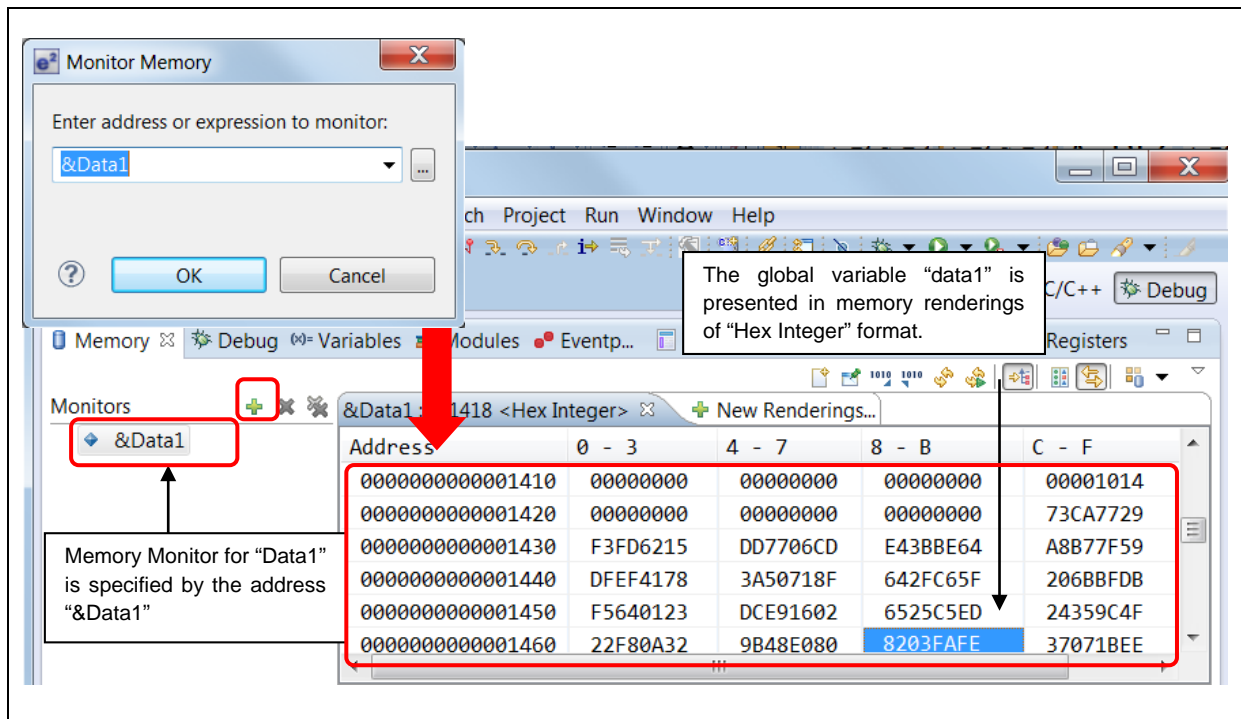 e² Monitor Memory
X
Enter address or expression to monitor:
&Data1
...
? OK Cancel
X
ch Project Run Window Help
The global variable “data1” is
presented in memory renderings
of “Hex Integer” format.
C/C++ Debug
Memory Debug (x)= Variables Modules Eventp... Registers
Monitors
&Data1
&Data1 : 1418 <Hex Integer> New Renderings...
Address 0 - 3 4 - 7 8 - B C - F
0000000000001410 00000000 00000000 00000000 00001014
0000000000001420 00000000 00000000 00000000 73CA7729
0000000000001430 F3FD6215 DD7706CD E43BBE64 A8B77F59
0000000000001440 DFEF4178 3A50718F 642FC65F 206BBFDB
0000000000001450 F5640123 DCE91602 6525C5ED 24359C4F
0000000000001460 22F80A32 9B48E080 8203FAFE 37071BEE
Memory Monitor for “Data1”
is specified by the address
“&Data1”